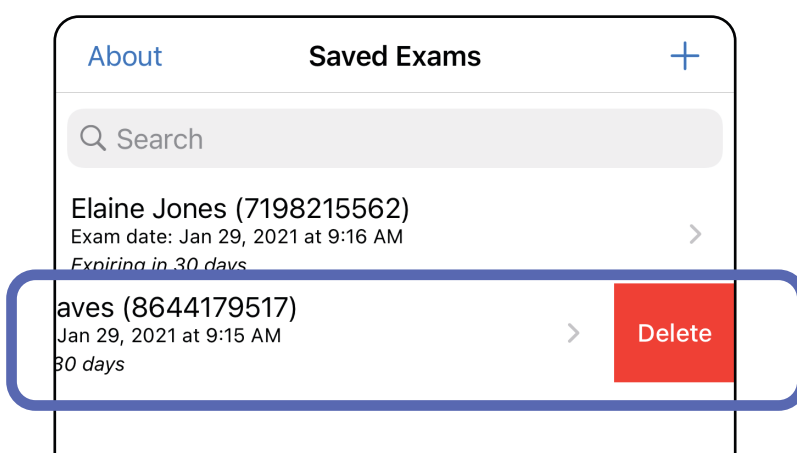 About
Saved Exams
Search
Elaine Jones (7198215562)
Exam date: Jan 29, 2021 at 9:16 AM
Expiring in 30 days
aves (8644179517)
Jan 29, 2021 at 9:15 AM
30 days
Delete